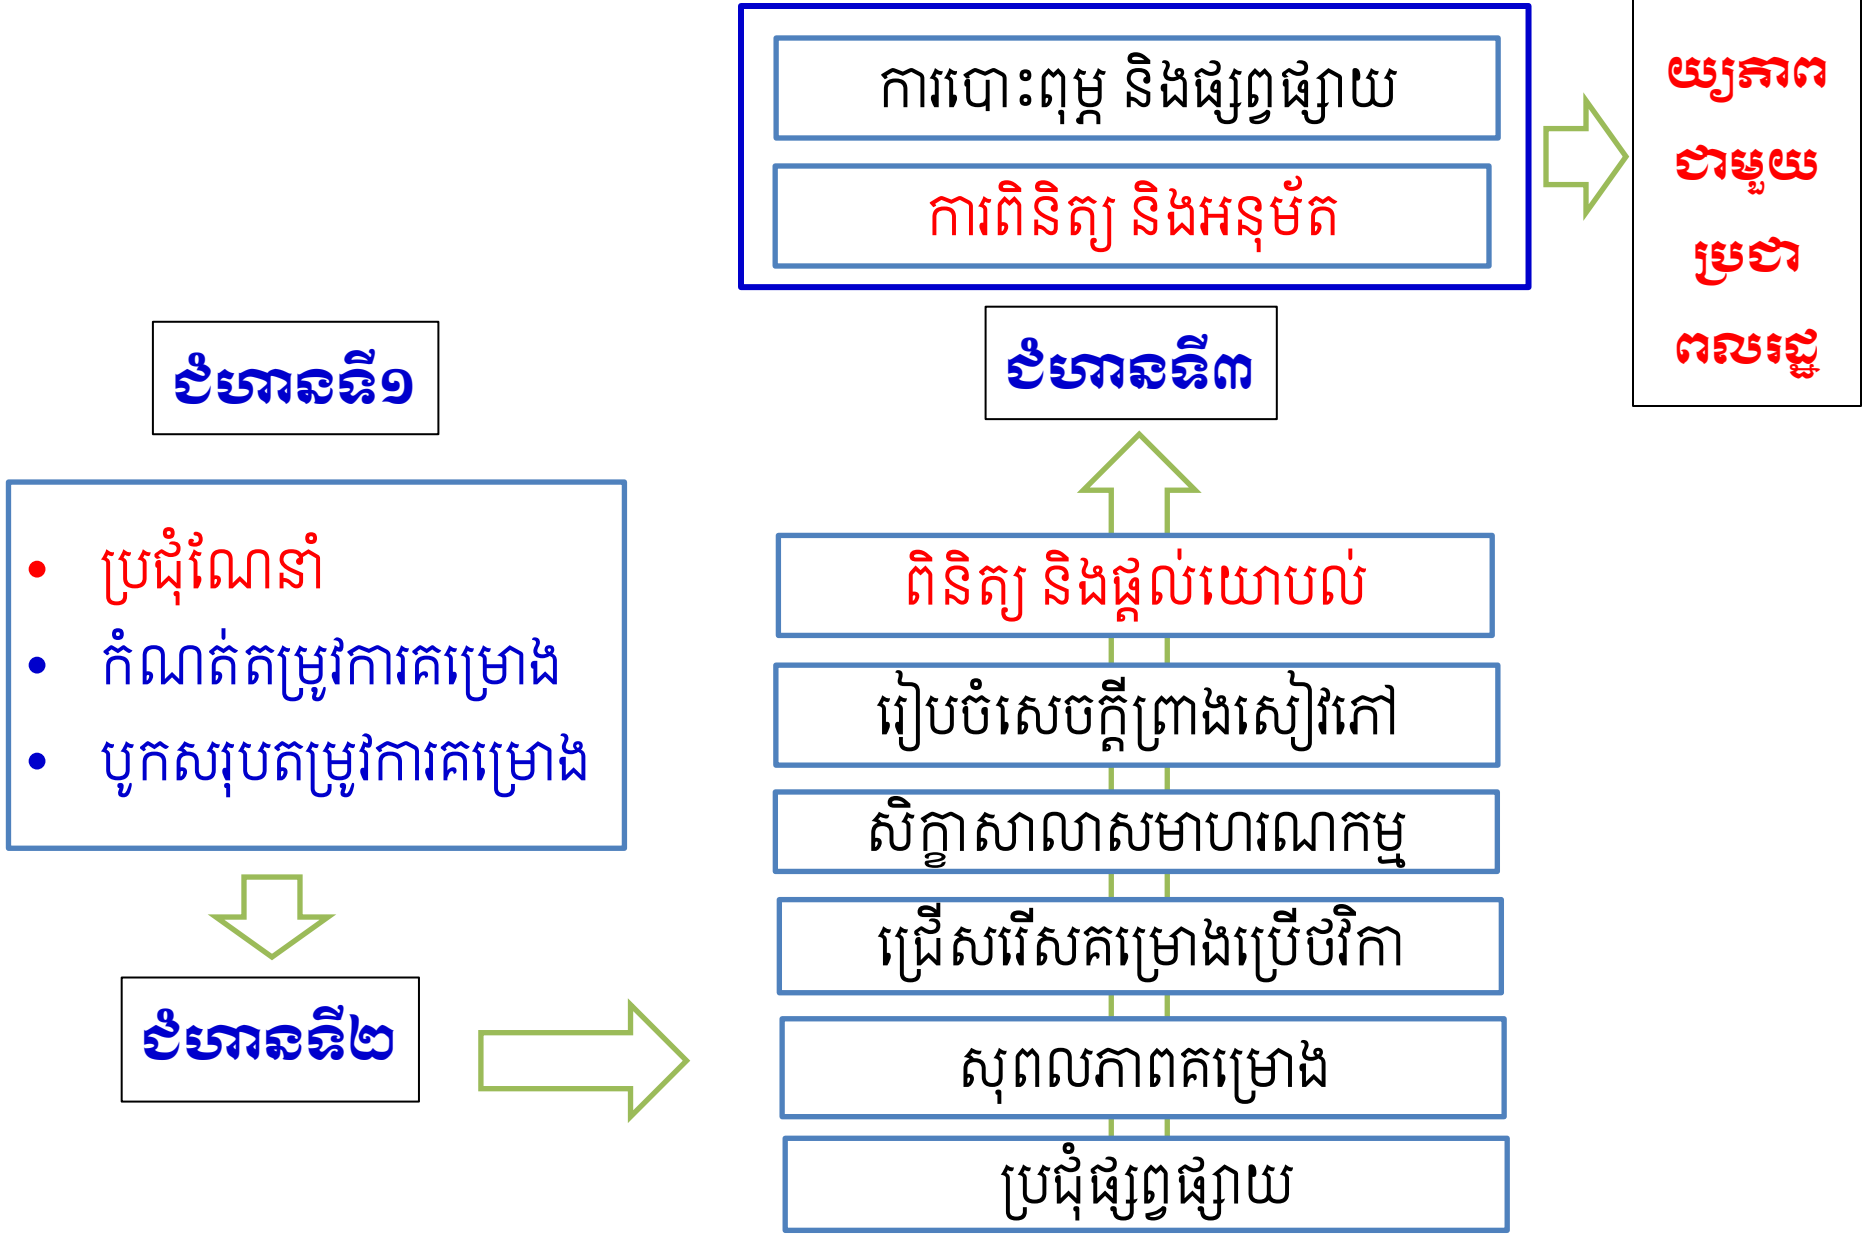 ជំហានទី១
ប្រជុំណែនាំ
កំណត់តម្រូវការគម្រោង
បូកសរុបតម្រូវការគម្រោង
ជំហានទី២
ការបោះពុម្ភ និងផ្សព្វផ្សាយ
ការពិនិត្យ និងអនុម័ត
ជំហានទី៣
ពិនិត្យ និងផ្តល់យោបល់
រៀបចំសេចក្តីព្រាងសៀវភៅ
សិក្ខាសាលាសមាហរណកម្ម
ជ្រើសរើសគម្រោងប្រើថវិកា
សុពលភាពគម្រោង
ប្រជុំផ្សព្វផ្សាយ
យ្យភាព
ជាមួយ
ប្រជា
ពលរដ្ឋ